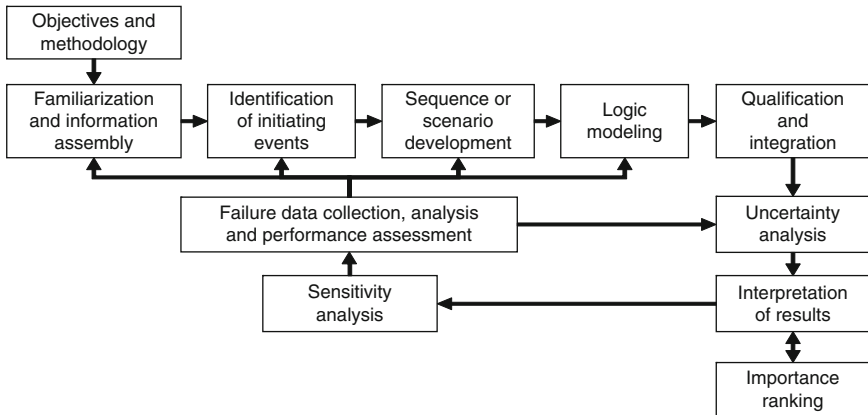 Objectives and
methodology
Familiarization
and information
assembly
Identification
of initiating
events
Sequence or
scenario
development
Logic
modeling
Qualification
and
integration
Failure data collection, analysis
and performance assessment
Uncertainty
analysis
Sensitivity
analysis
Interpretation
of results
Importance
ranking